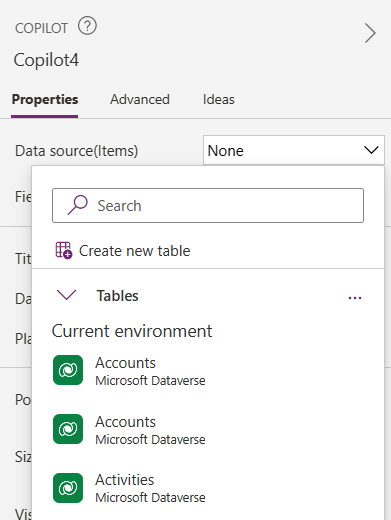 COPILOT ?
Copilot4
Properties Advanced Ideas
Data source(Items) None
Fie
Search
Create new table
Tit
Tables ...
Da
Current environment
Pla
Accounts
Microsoft Dataverse
Po
Accounts
Microsoft Dataverse
Siz
Activities
Microsoft Dataverse
Vis